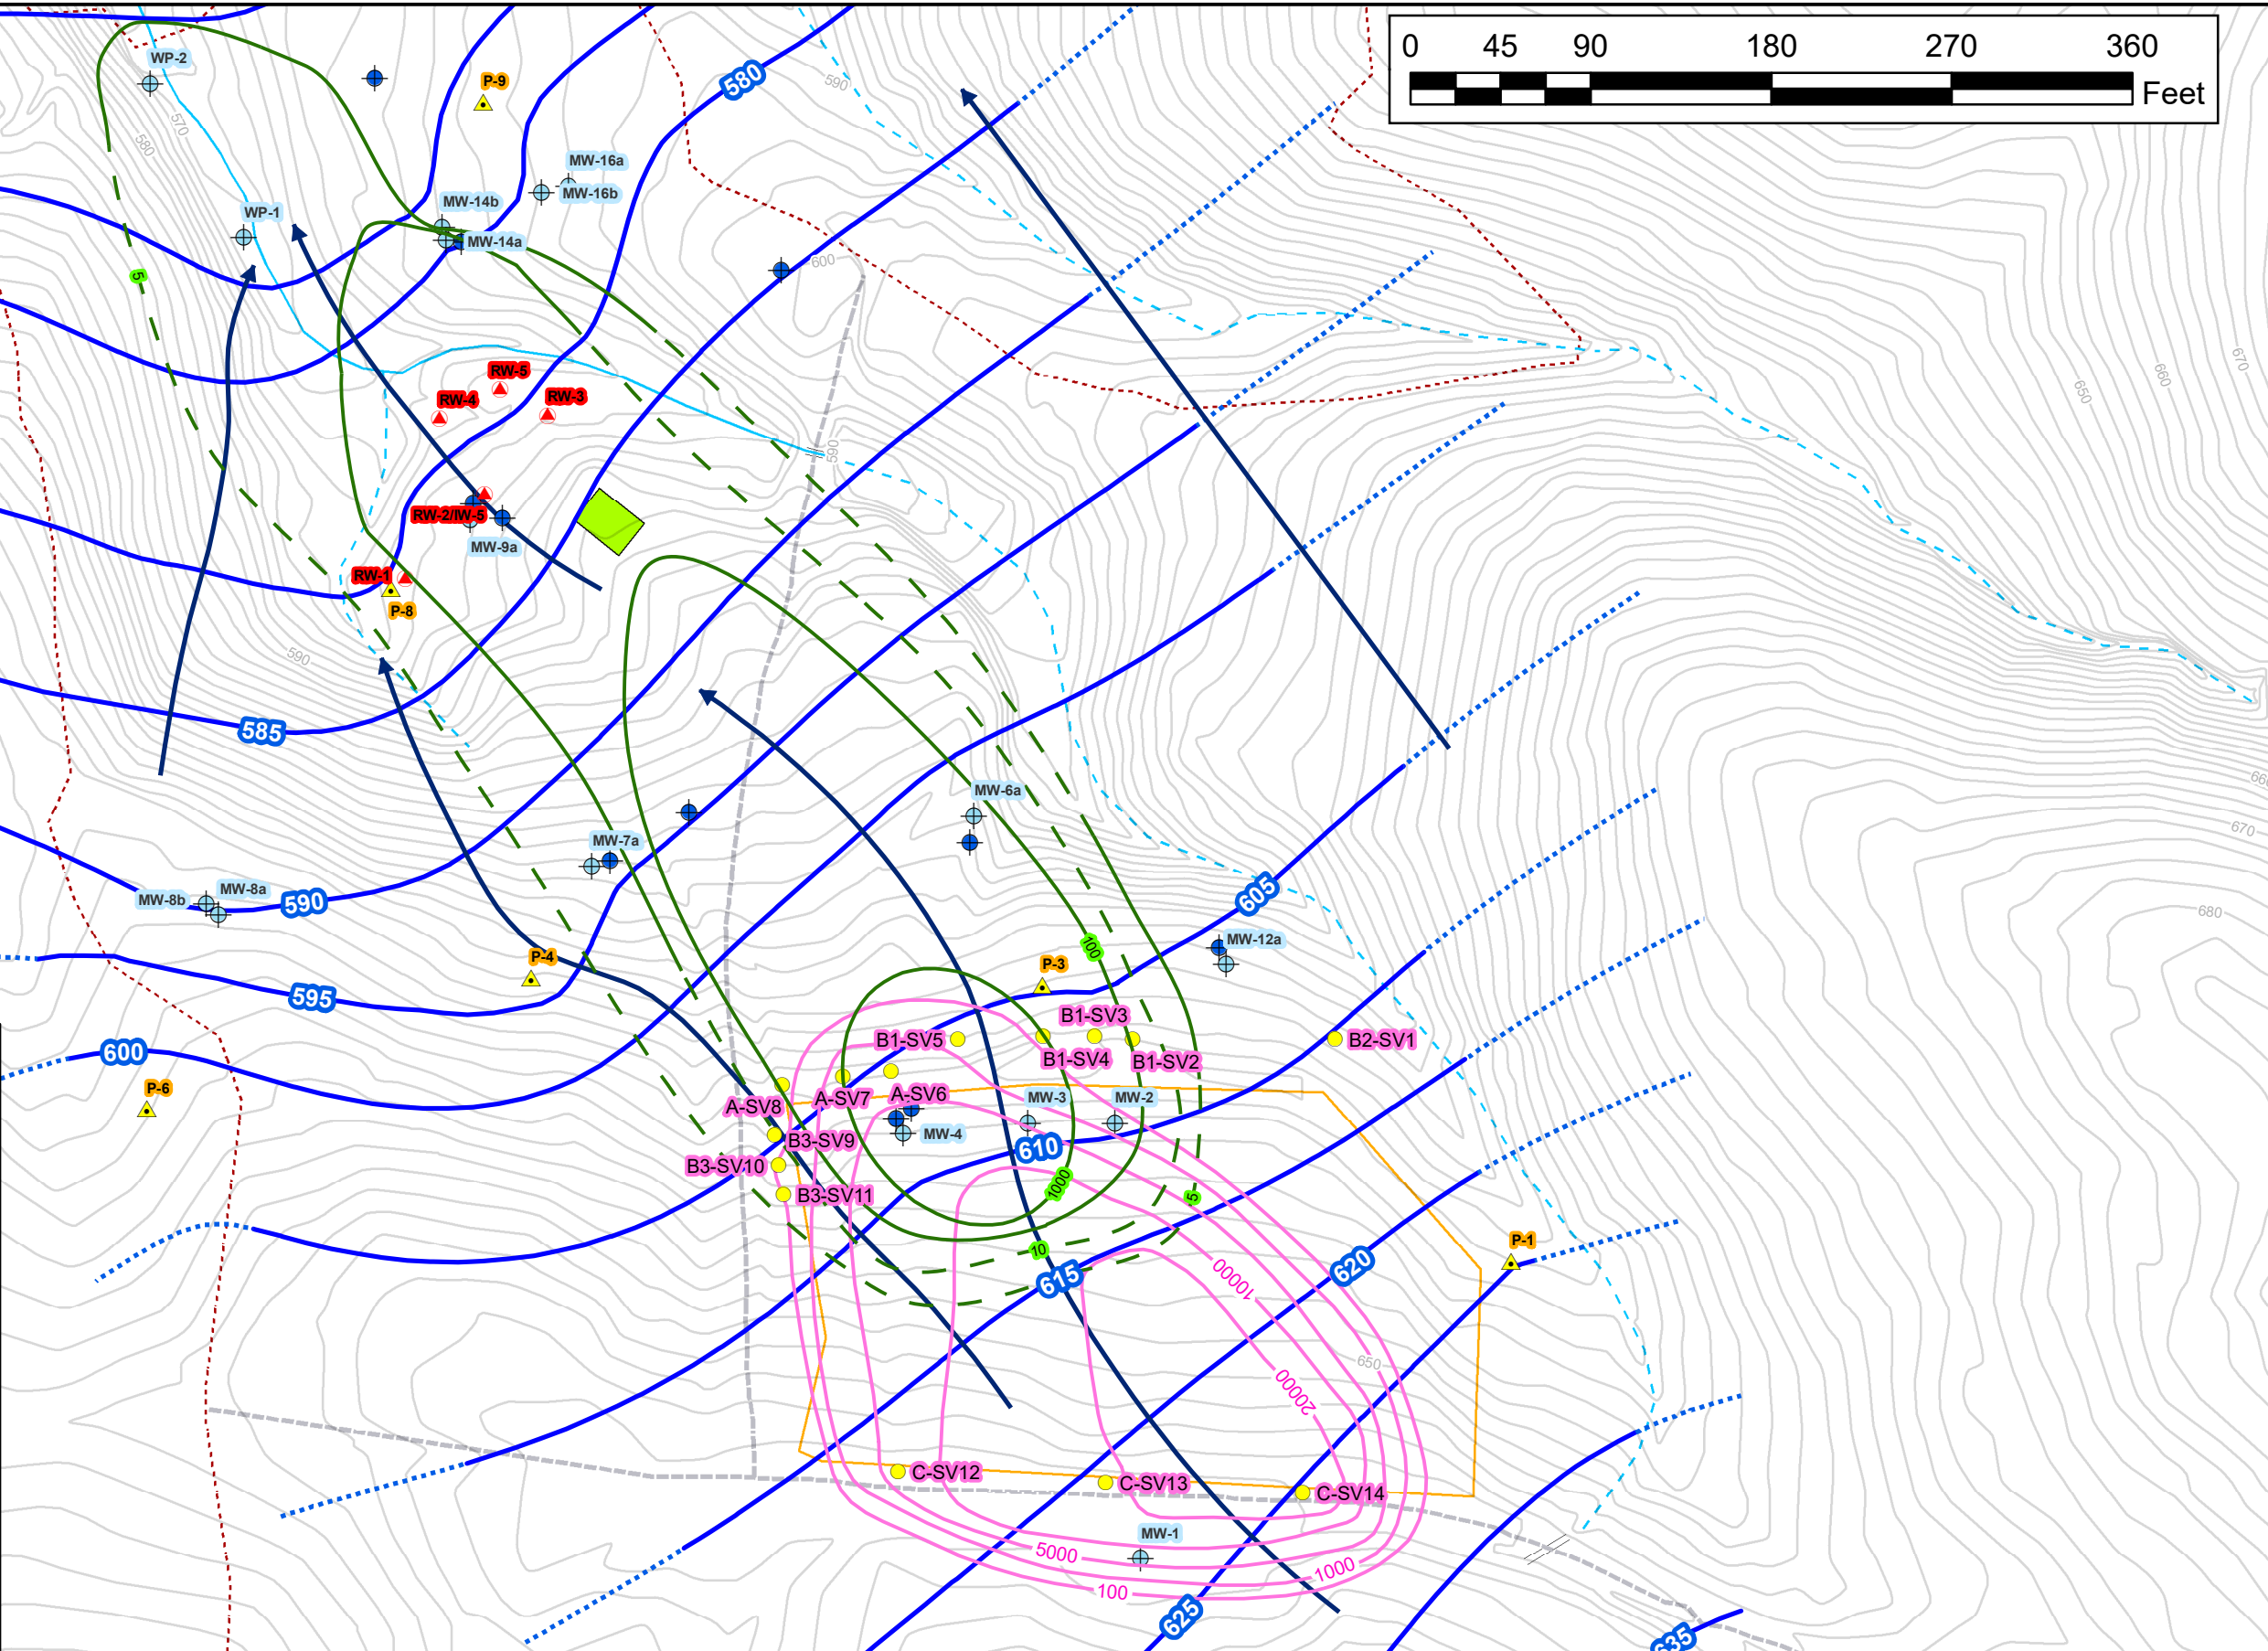 0 45 90 180 270 360
Feet
WP-2
P-9
580
590
570
580
MW-16a
MW-16b
WP-1
MW-14b
MW-14a
600
5
RW-5
RW-4
RW-3
590
670
660
650
RW-2/IW-5
MW-9a
RW-1
P-8
590
585
660
MW-6a
670
MW-7a
MW-8a
MW-8b
590
605
680
100
MW-12a
P-4
P-3
595
B1-SV3
B1-SV5
B1-SV4
B1-SV2
B2-SV1
600
P-6
A-SV8
A-SV7
A-SV6
MW-3
MW-2
MW-4
B3-SV9
610
B3-SV10
B3-SV11
1000
5
10
P-1
615
10000
620
650
20000
C-SV12
C-SV13
C-SV14
MW-1
5000
1000
100
625
635